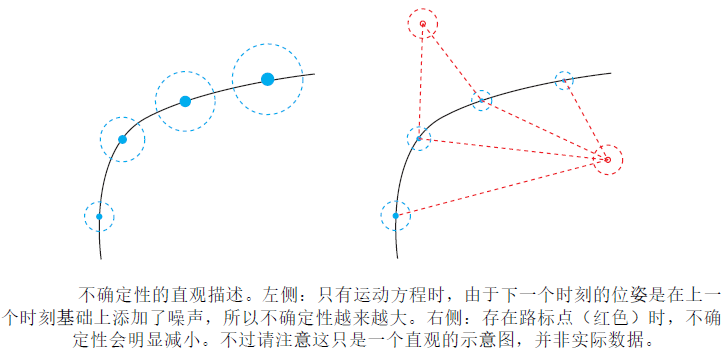 不确定性的直观描述。左侧：只有运动方程时，由于下一个时刻的位姿是在上一
个时刻基础上添加了噪声，所以不确定性越来越大。右侧：存在路标点（红色）时，不确
定性会明显减小。不过请注意这只是一个直观的示意图，并非实际数据。